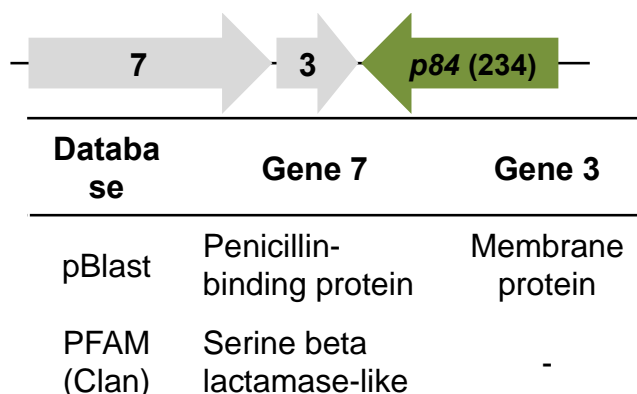 7 3 p84 (234)
Databa
se Gene 7 Gene 3
pBlast Penicillin-
binding protein Membrane
protein
PFAM
(Clan) Serine beta
lactamase-like -